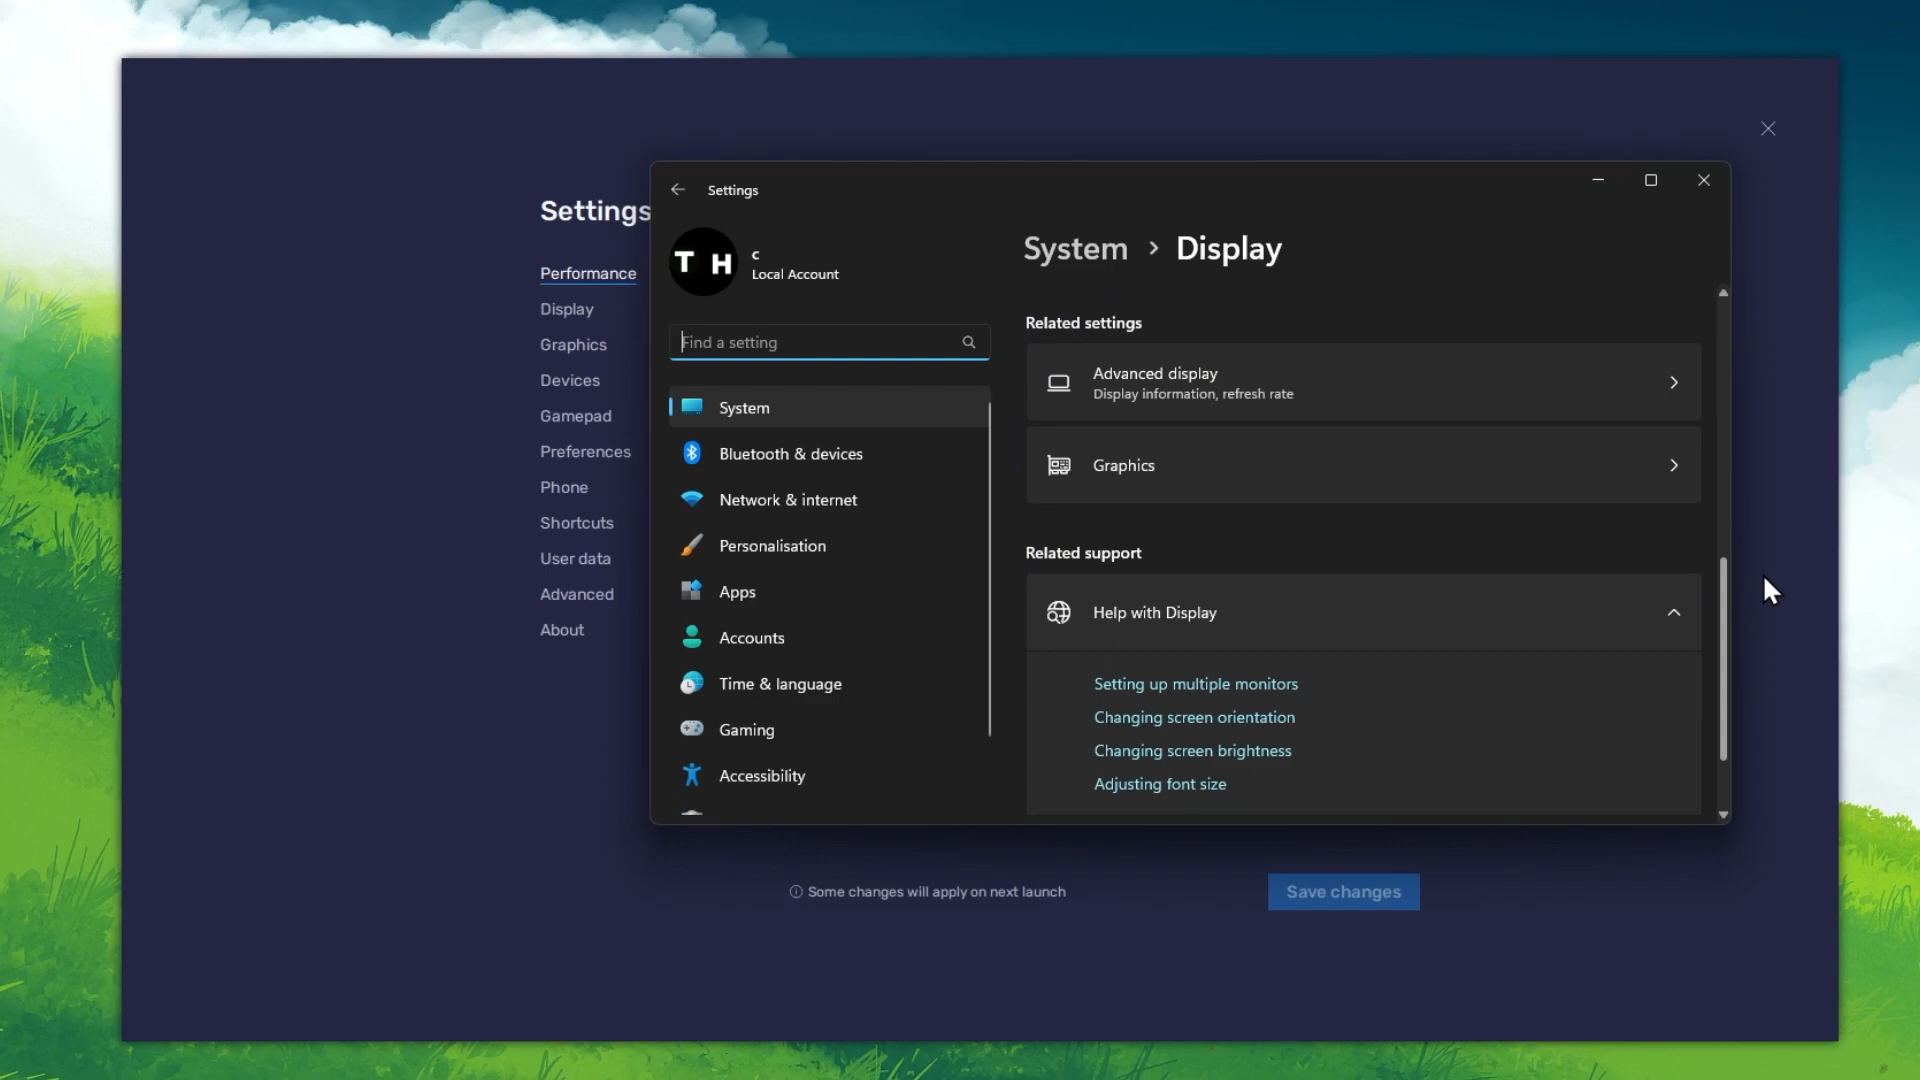 Settings
Performance
Display
Graphics
Devices
Gamepad
Preferences
Phone
Shortcuts
User data
Advanced
About
Settings
T H
c
Local Account
Find a setting
System
Bluetooth & devices
Network & internet
Personalisation
Apps
Accounts
Time & language
Gaming
Accessibility
System > Display
Related settings
Advanced display
Display information, refresh rate
Graphics
Related support
Help with Display
Setting up multiple monitors
Changing screen orientation
Changing screen brightness
Adjusting font size
Some changes will apply on next launch
Save changes